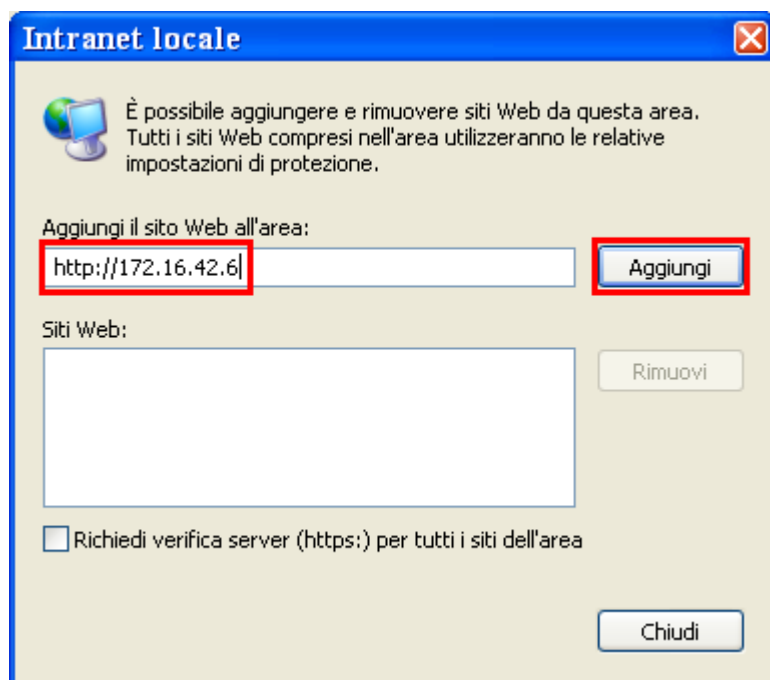 Intranet locale
È possibile aggiungere e rimuovere siti Web da questa area.
Tutti i siti Web compresi nell'area utilizzeranno le relative
impostazioni di protezione.
Aggiungi il sito Web all'area:
http://172.16.42.6
Aggiungi
Siti Web:
Rimuovi
Richiedi verifica server (https:) per tutti i siti dell'area
Chiudi